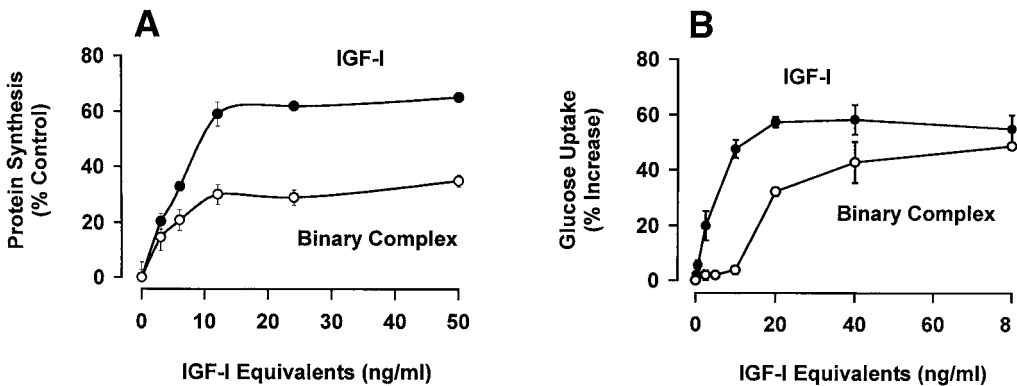 A
IGF-I
80
60
40
20
0
Protein Synthesis
(% Control)
Binary Complex
0 10 20 30 40 50
IGF-I Equivalents (ng/ml)
B
IGF-I
80
60
40
20
0
Glucose Uptake
(% Increase)
Binary Complex
0 20 40 60 8
IGF-I Equivalents (ng/ml)